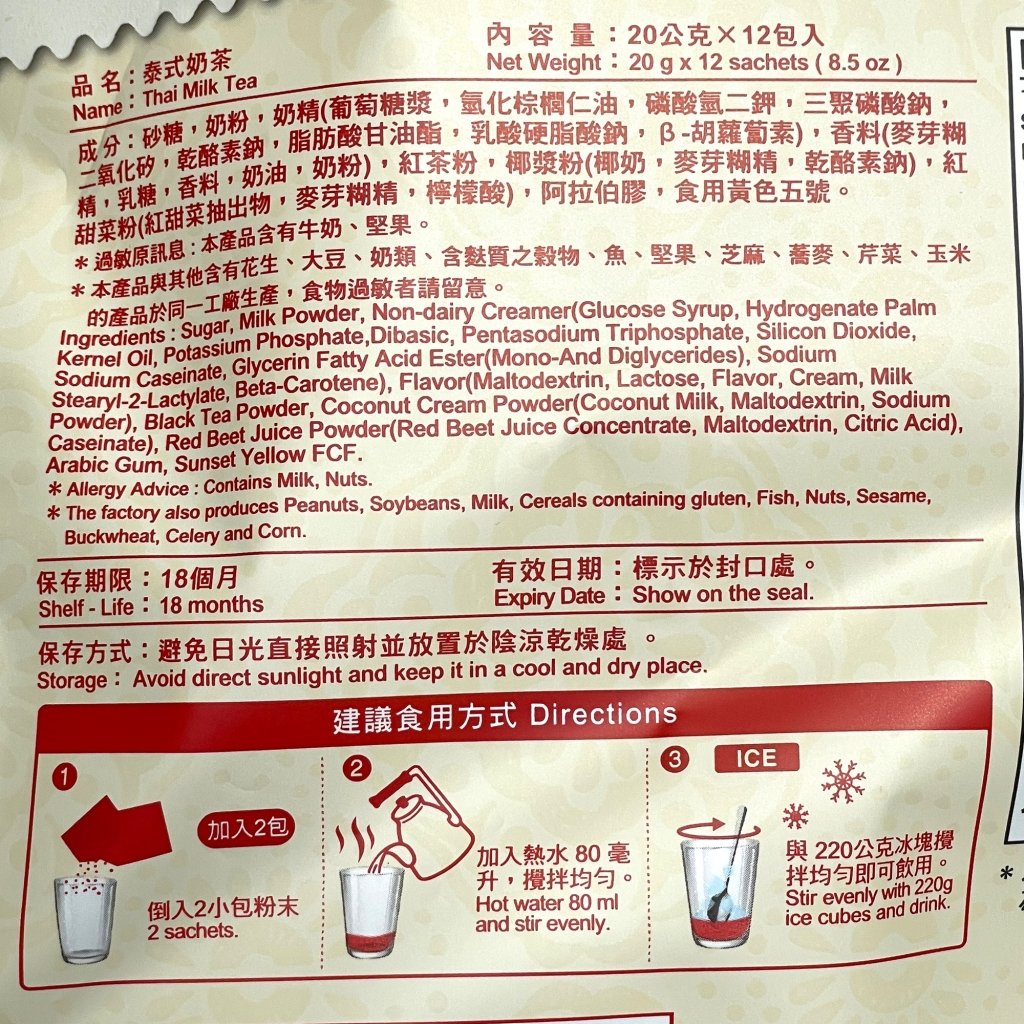 品 名：泰式奶茶
Name：Thai Milk Tea
內 容 量：20公克×12包入
Net Weight：20 g x 12 sachets ( 8.5 oz )
成分：砂糖，奶粉，奶精(葡萄糖漿，氫化棕櫚仁油，磷酸氫二鉀，三聚磷酸鈉，
二氧化矽，乾酪素鈉，脂肪酸甘油酯，乳酸硬脂酸鈉，β-胡蘿蔔素)，香料(麥芽糊
精，乳糖，香料，奶油，奶粉)，紅茶粉，椰漿粉(椰奶，麥芽糊精，乾酪素鈉)，紅
甜菜粉(紅甜菜抽出物，麥芽糊精，檸檬酸)，阿拉伯膠，食用黃色五號。
＊過敏原訊息：本產品含有牛奶、堅果。
＊本產品與其他含有花生、大豆、奶類、含麩質之穀物、魚、堅果、芝麻、蕎麥、芹菜、玉米
的產品於同一工廠生產，食物過敏者請留意。
Ingredients : Sugar, Milk Powder, Non-dairy Creamer(Glucose Syrup, Hydrogenate Palm
Kernel Oil, Potassium Phosphate,Dibasic, Pentasodium Triphosphate, Silicon Dioxide,
Sodium Caseinate, Glycerin Fatty Acid Ester(Mono-And Diglycerides), Sodium
Stearyl-2-Lactylate, Beta-Carotene), Flavor(Maltodextrin, Lactose, Flavor, Cream, Milk
Powder), Black Tea Powder, Coconut Cream Powder(Coconut Milk, Maltodextrin, Sodium
Caseinate), Red Beet Juice Powder(Red Beet Juice Concentrate, Maltodextrin, Citric Acid),
Arabic Gum, Sunset Yellow FCF.
＊Allergy Advice : Contains Milk, Nuts.
＊The factory also produces Peanuts, Soybeans, Milk, Cereals containing gluten, Fish, Nuts, Sesame,
Buckwheat, Celery and Corn.
保存期限：18個月
Shelf - Life：18 months
有效日期：標示於封口處。
Expiry Date：Show on the seal.
保存方式：避免日光直接照射並放置於陰涼乾燥處 。
Storage：Avoid direct sunlight and keep it in a cool and dry place.
建議食用方式 Directions
1
加入2包
倒入2小包粉末
2 sachets.
2
加入熱水 80 毫
升，攪拌均勻。
Hot water 80 ml
and stir evenly.
3 ICE
與 220公克冰塊攪
拌均勻即可飲用。
Stir evenly with 220g
ice cubes and drink.